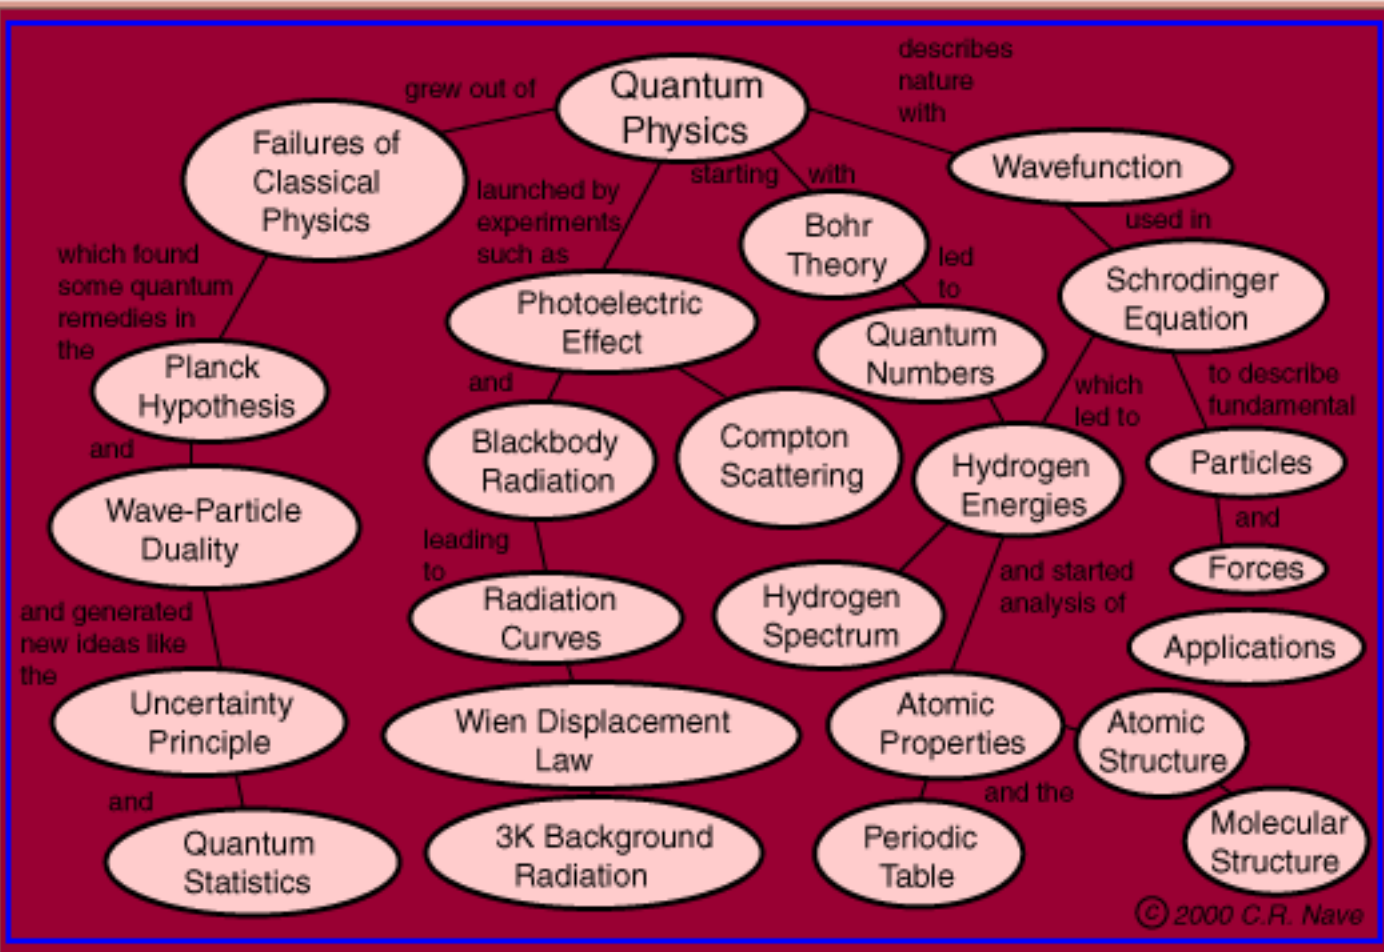 Quantum
Physics
grew out of
Failures of
Classical
Physics
which found
some quantum
remedies in
the
Planck
Hypothesis
and
Wave-Particle
Duality
and generated
new ideas like
the
Uncertainty
Principle
and
Quantum
Statistics
launched by
experiments
such as
Photoelectric
Effect
and
Blackbody
Radiation
Compton
Scattering
leading
to
Radiation
Curves
Wien Displacement
Law
3K Background
Radiation
starting with
Bohr
Theory
led
to
Quantum
Numbers
describes
nature
with
Wavefunction
used in
Schrodinger
Equation
which
led to
Hydrogen
Energies
Hydrogen
Spectrum
and started
analysis of
Atomic
Properties
and the
Periodic
Table
Atomic
Structure
Molecular
Structure
to describe
fundamental
Particles
and
Forces
Applications
© 2000 C.R. Nave